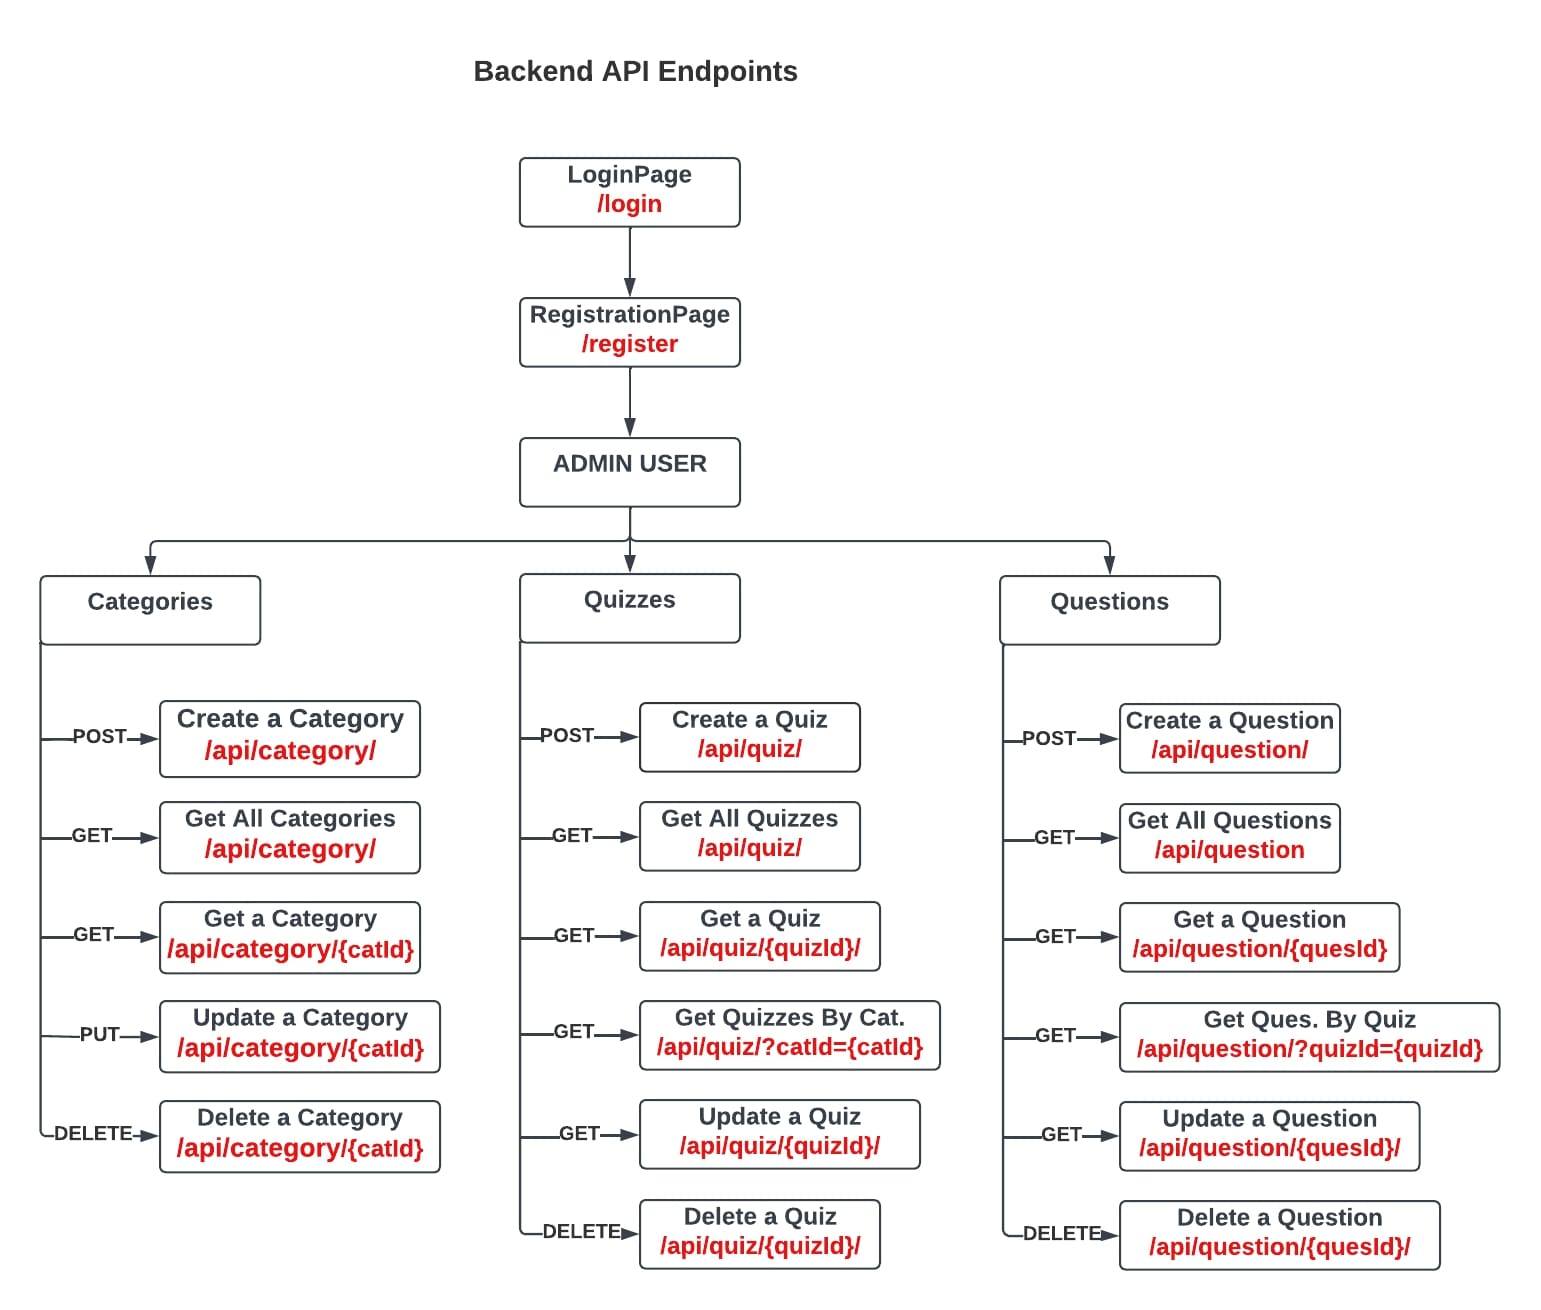 Backend API Endpoints
LoginPage
/login
RegistrationPage
/register
ADMIN USER
Categories
POST
Create a Category
/api/category/
GET
Get All Categories
/api/category/
GET
Get a Category
/api/category/{catId}
PUT
Update a Category
/api/category/{catId}
DELETE
Delete a Category
/api/category/{catId}
Quizzes
POST
Create a Quiz
/api/quiz/
GET
Get All Quizzes
/api/quiz/
GET
Get a Quiz
/api/quiz/{quizId}/
GET
Get Quizzes By Cat.
/api/quiz/?catId={catId}
GET
Update a Quiz
/api/quiz/{quizId}/
DELETE
Delete a Quiz
/api/quiz/{quizId}/
Questions
POST
Create a Question
/api/question/
GET
Get All Questions
/api/question
GET
Get a Question
/api/question/{quesId}
GET
Get Ques. By Quiz
/api/question/?quizId={quizId}
GET
Update a Question
/api/question/{quesId}/
DELETE
Delete a Question
/api/question/{quesId}/